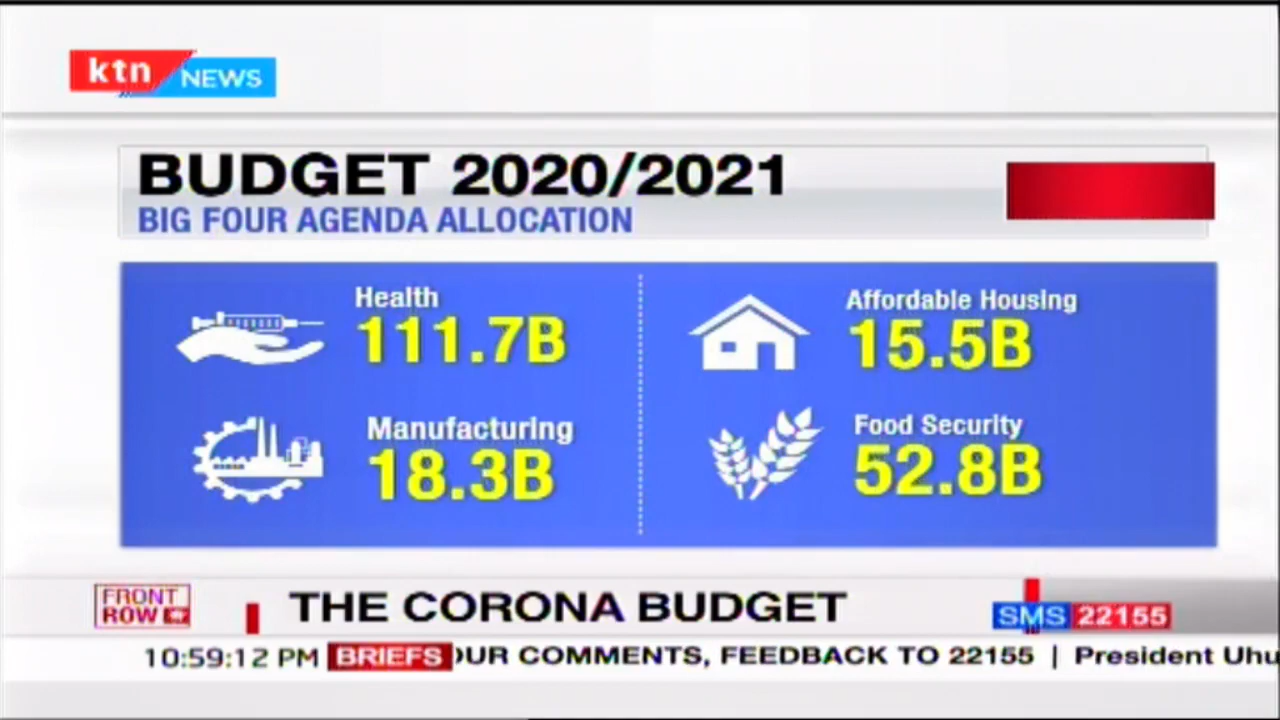 ktn NEWS
BUDGET 2020/2021
BIG FOUR AGENDA ALLOCATION
Health
111.7B
Manufacturing
18.3B
Affordable Housing
15.5B
Food Security
52.8B
FRONT
ROW
THE CORONA BUDGET
SMS 22155
10:59:12 PM BRIEFS OUR COMMENTS, FEEDBACK TO 22155 | President Uhu